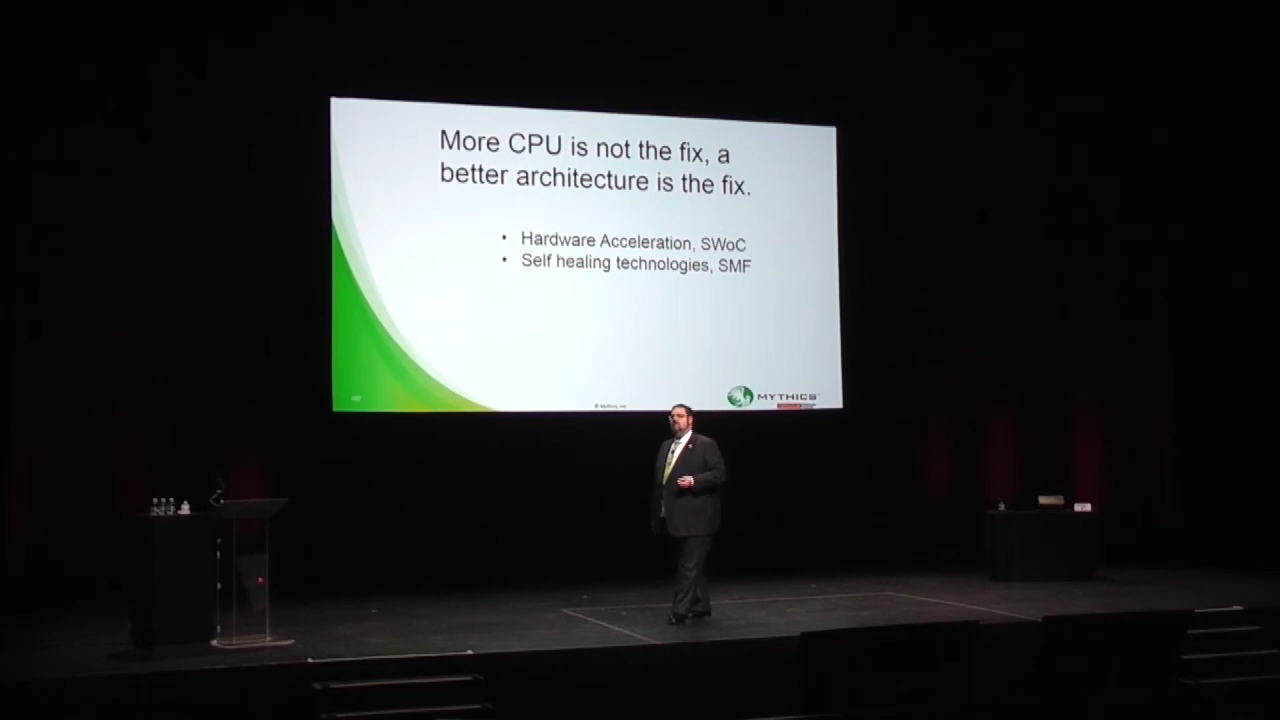 More CPU is not the fix, a
better architecture is the fix.
• Hardware Acceleration, SWoC
• Self healing technologies, SMF
MYTHICS